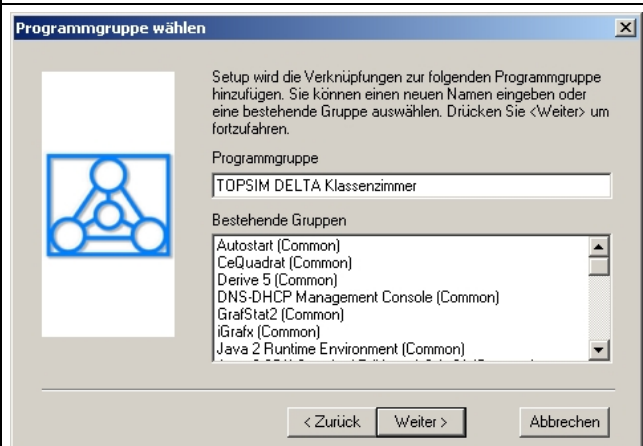 Programmgruppe wählen
Setup wird die Verknüpfungen zur folgenden Programmgruppe
hinzufügen. Sie können einen neuen Namen eingeben oder
eine bestehende Gruppe auswählen. Drücken Sie <Weiter> um
fortzufahren.
Programmgruppe
TOPSIM DELTA Klassenzimmer
Bestehende Gruppen
Autostart (Common)
CeQuadrat (Common)
Derive 5 (Common)
DNS-DHCP Management Console (Common)
GrafStat2 (Common)
iGrafx (Common)
Java 2 Runtime Environment (Common)
< Zurück Weiter > Abbrechen